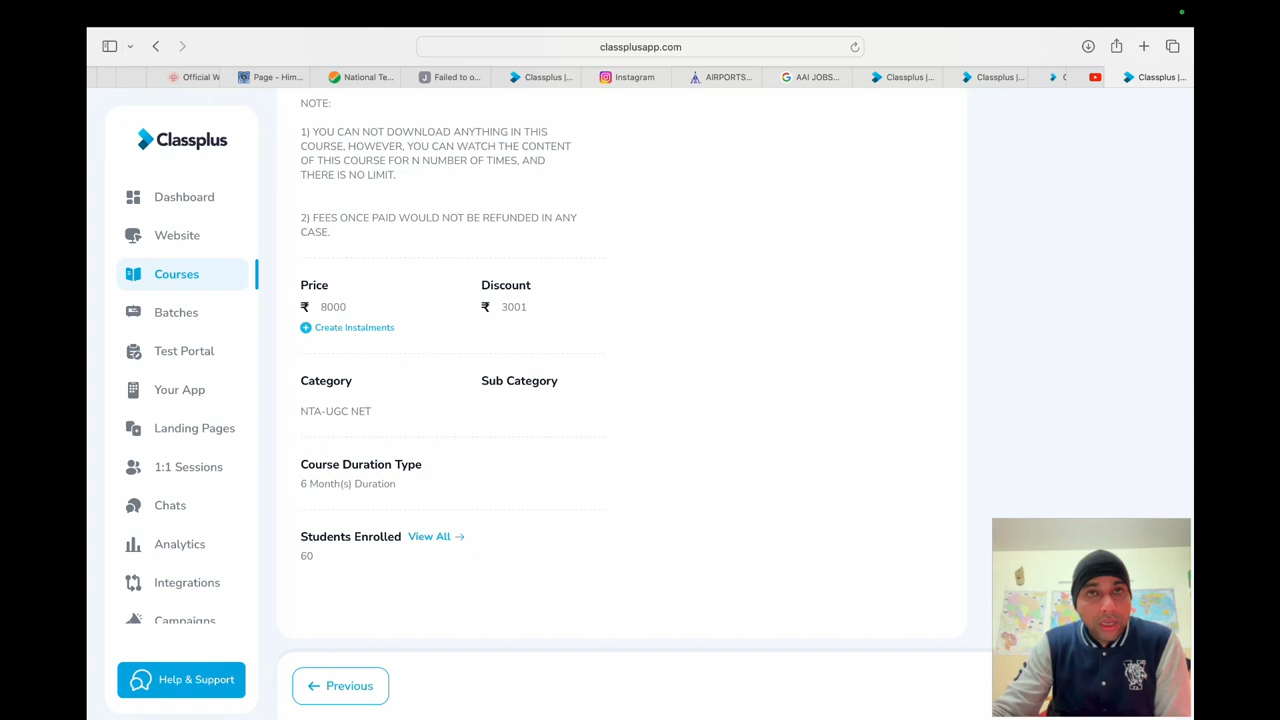 classplusapp.com
Official W
Page - Him...
National Te...
Failed to o...
Classplus |...
Instagram
AIRPORTS...
AAI JOBS...
Classplus |...
Classplus |...
Classplus |...
Classplus
Dashboard
Website
Courses
Batches
Test Portal
Your App
Landing Pages
1:1 Sessions
Chats
Analytics
Integrations
Campaigns
Help & Support
NOTE:
1) YOU CAN NOT DOWNLOAD ANYTHING IN THIS
COURSE, HOWEVER, YOU CAN WATCH THE CONTENT
OF THIS COURSE FOR N NUMBER OF TIMES, AND
THERE IS NO LIMIT.
2) FEES ONCE PAID WOULD NOT BE REFUNDED IN ANY
CASE.
Price
Discount
₹ 8000
₹ 3001
Create Instalments
Category
Sub Category
NTA-UGC NET
Course Duration Type
6 Month(s) Duration
Students Enrolled View All →
60
← Previous